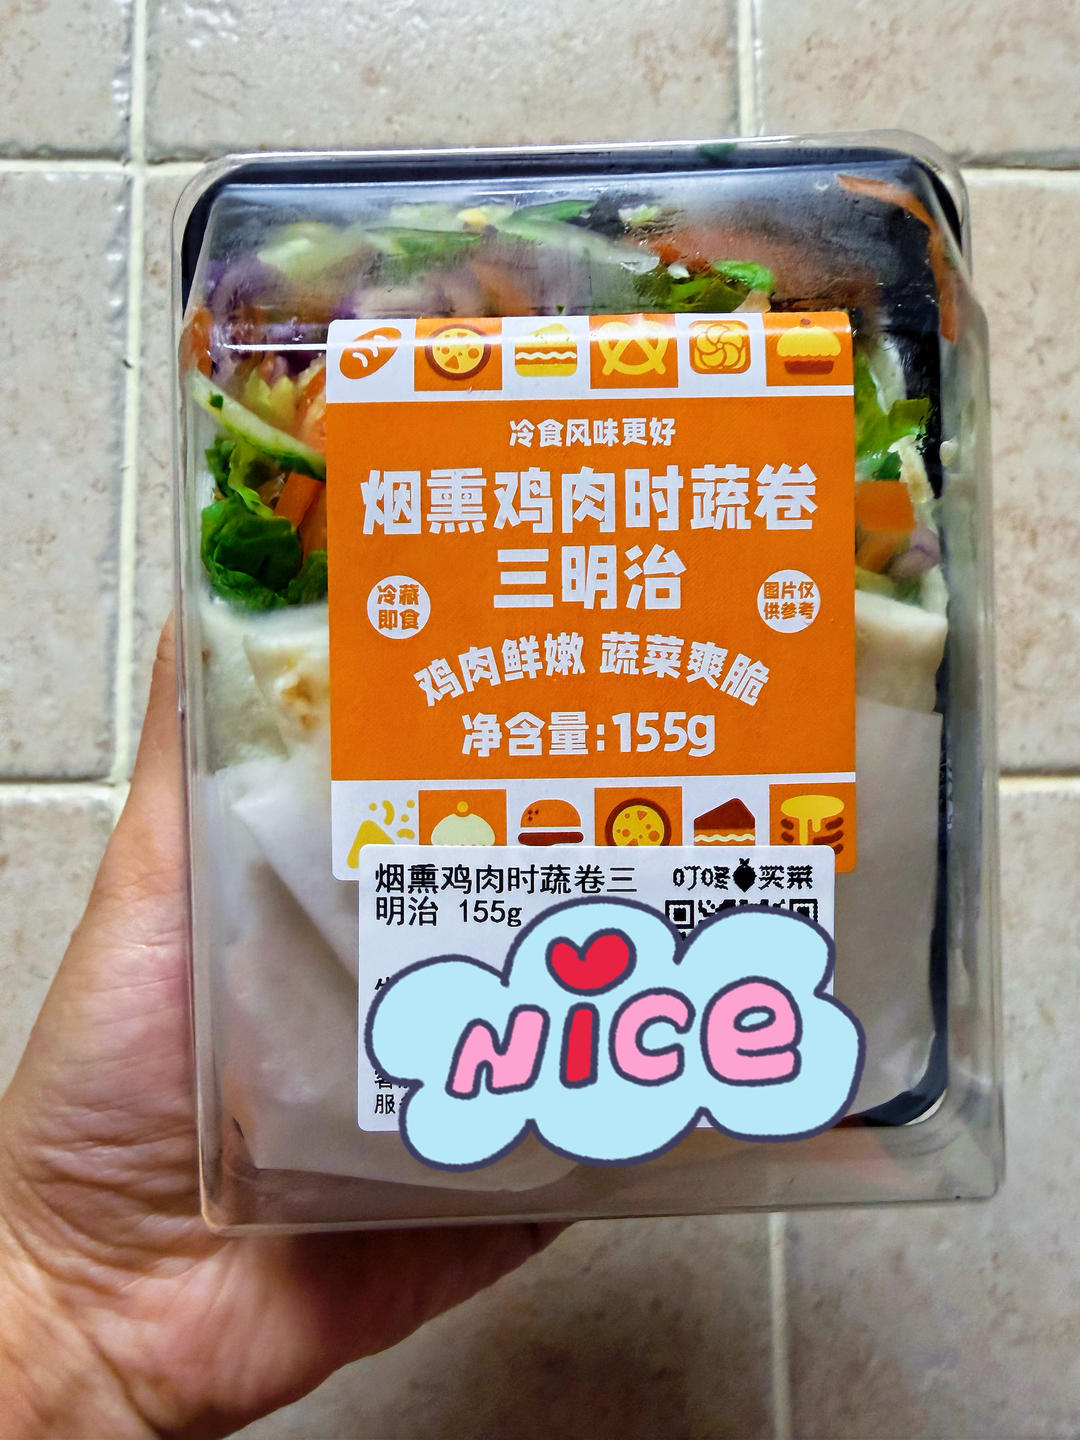 冷食风味更好
烟熏鸡肉时蔬卷
三明治
冷藏
即食
图片仅
供参考
鸡肉鲜嫩 蔬菜爽脆
净含量:155g
烟熏鸡肉时蔬卷三
明治 155g
叮咚买菜
NiCe
服